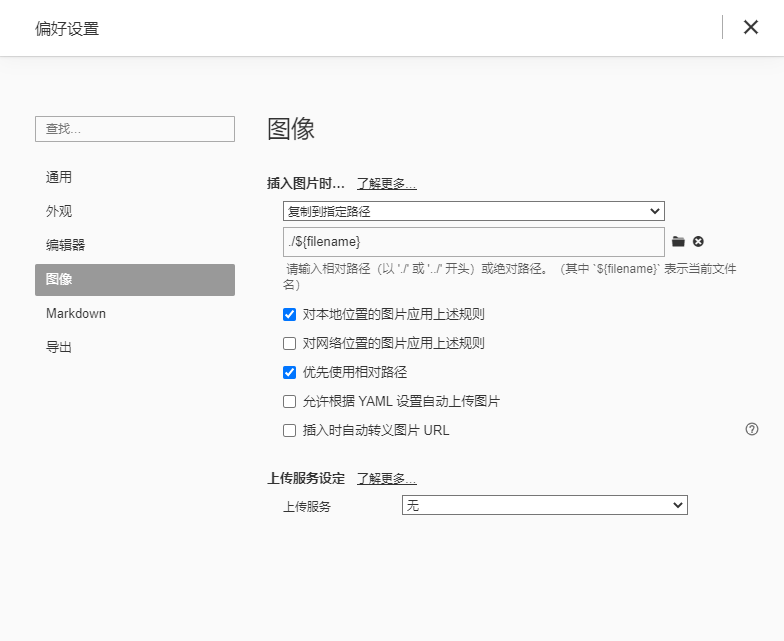 偏好设置
查找...
通用
外观
编辑器
图像
Markdown
导出
图像
插入图片时... 了解更多...
复制到指定路径
./${filename}
请输入相对路径（以 './' 或 '../' 开头）或绝对路径。（其中 `${filename}` 表示当前文件
名）
对本地位置的图片应用上述规则
对网络位置的图片应用上述规则
优先使用相对路径
允许根据 YAML 设置自动上传图片
插入时自动转义图片 URL
上传服务设定 了解更多...
上传服务 无